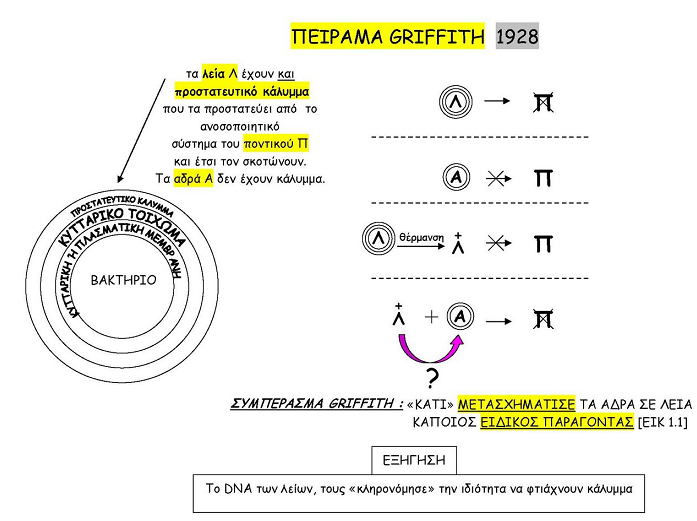 ΠΕΙΡΑΜΑ GRIFFITH 1928
τα λεία Λ έχουν και
προστατευτικό κάλυμμα
που τα προστατεύει από το
ανοσοποιητικό
σύστημα του ποντικού Π
και έτσι τον σκοτώνουν.
Τα αδρά Α δεν έχουν κάλυμμα.
ΠΡΟΣΤΑΤΕΥΤΙΚΟ ΚΑΛΥΜΜΑ
ΚΥΤΤΑΡΙΚΟ ΤΟΙΧΩΜΑ
ΚΥΤΤΑΡΙΚΗ Ή ΠΛΑΣΜΑΤΙΚΗ ΜΕΜΒΡΑΝΗ
ΒΑΚΤΗΡΙΟ
Λ → Π
Α Π
Λ θέρμανση + Λ Π
+ Λ + Α → Π
?
ΣΥΜΠΕΡΑΣΜΑ GRIFFITH : «ΚΑΤΙ» ΜΕΤΑΣΧΗΜΑΤΙΣΕ ΤΑ ΑΔΡΑ ΣΕ ΛΕΙΑ
ΚΑΠΟΙΟΣ ΕΙΔΙΚΟΣ ΠΑΡΑΓΟΝΤΑΣ [ΕΙΚ 1.1]
ΕΞΗΓΗΣΗ
Το DNA των λείων, τους «κληρονόμησε» την ιδιότητα να φτιάχνουν κάλυμμα